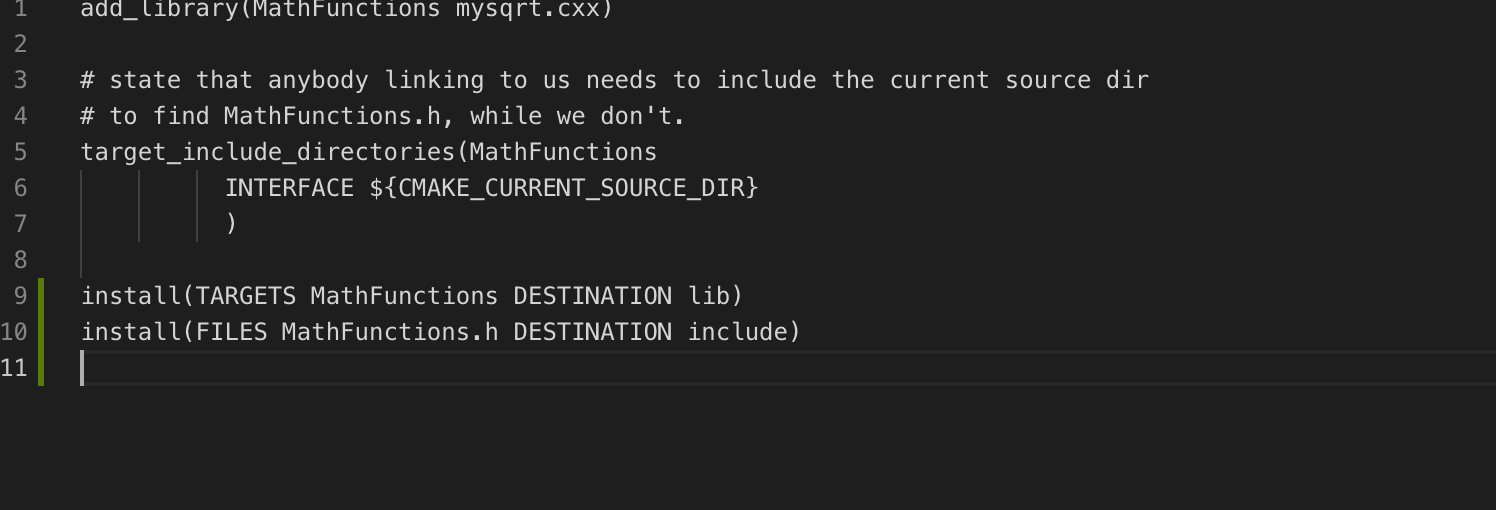 1 add_library(MathFunctions mysqrt.cxx)
2
3 # state that anybody linking to us needs to include the current source dir
4 # to find MathFunctions.h, while we don't.
5 target_include_directories(MathFunctions
6 INTERFACE ${CMAKE_CURRENT_SOURCE_DIR}
7 )
8
9 install(TARGETS MathFunctions DESTINATION lib)
10 install(FILES MathFunctions.h DESTINATION include)
11